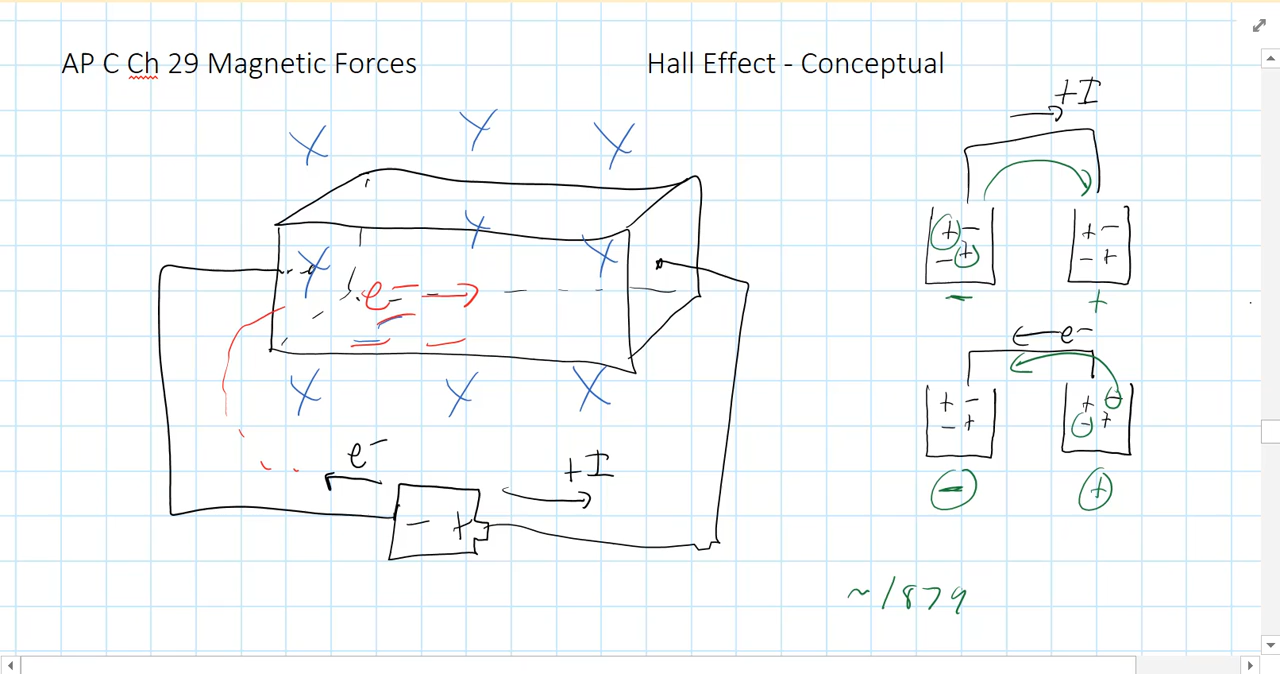 AP C Ch 29 Magnetic Forces
Hall Effect - Conceptual
+I
X X X
X X X
X X X
e-
e-
+I
- +
+ -
- +
+ -
- +
- +
e-
+ -
- +
+ -
- +
- +
~1879